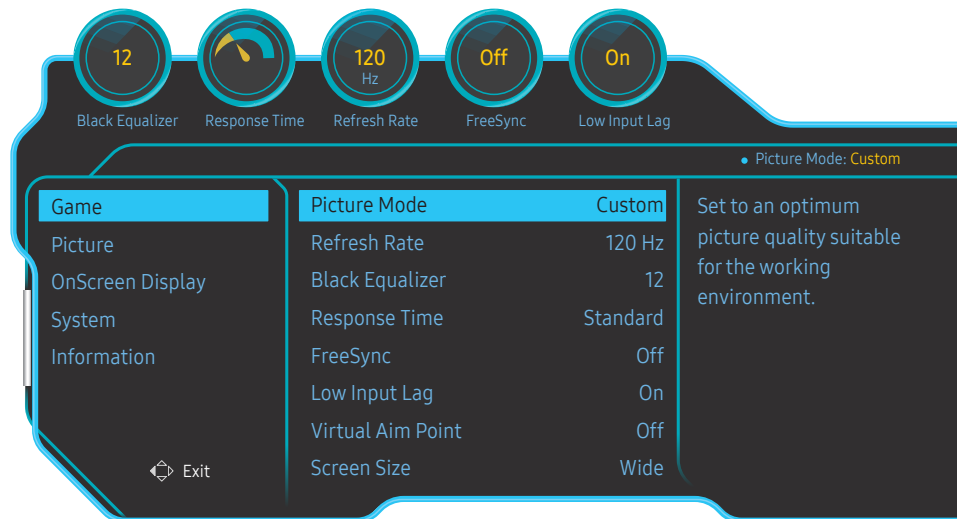 12
120
Hz
Off
On
Black Equalizer
Response Time
Refresh Rate
FreeSync
Low Input Lag
Picture Mode: Custom
Game
Picture
OnScreen Display
System
Information
Exit
Picture Mode Custom
Refresh Rate 120 Hz
Black Equalizer 12
Response Time Standard
FreeSync Off
Low Input Lag On
Virtual Aim Point Off
Screen Size Wide
Set to an optimum
picture quality suitable
for the working
environment.